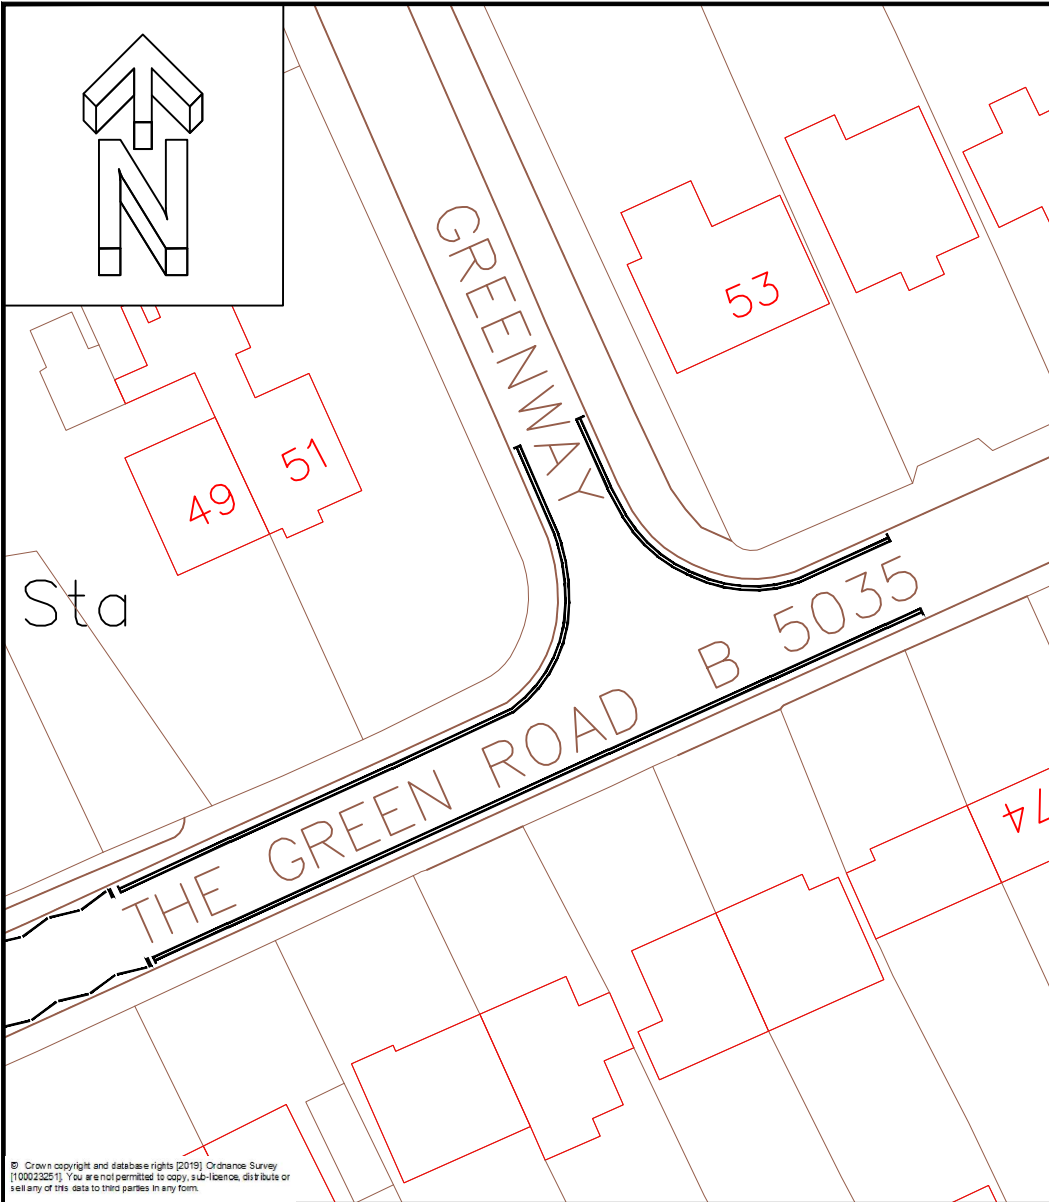 N
GREENWAY
53
51
49
Sta
THE GREEN ROAD B 5035
74
© Crown copyright and database rights [2019] Ordnance Survey
[100023251]. You are not permitted to copy, sub-licence, distribute or
sell any of this data to third parties in any form.